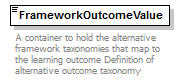 FrameworkOutcomeValue
A container to hold the alternative
framework taxonomies that map to
the learning outcome Definition of
alternative outcome taxonomy